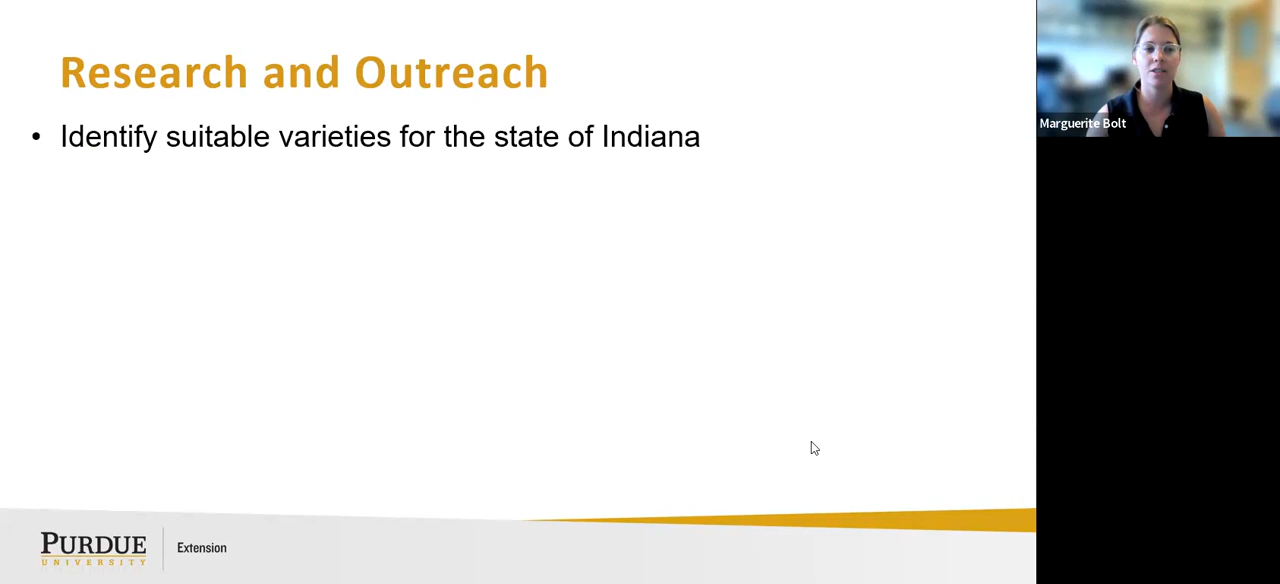 Research and Outreach
• Identify suitable varieties for the state of Indiana
Marguerite Bolt
PURDUE
UNIVERSITY
Extension